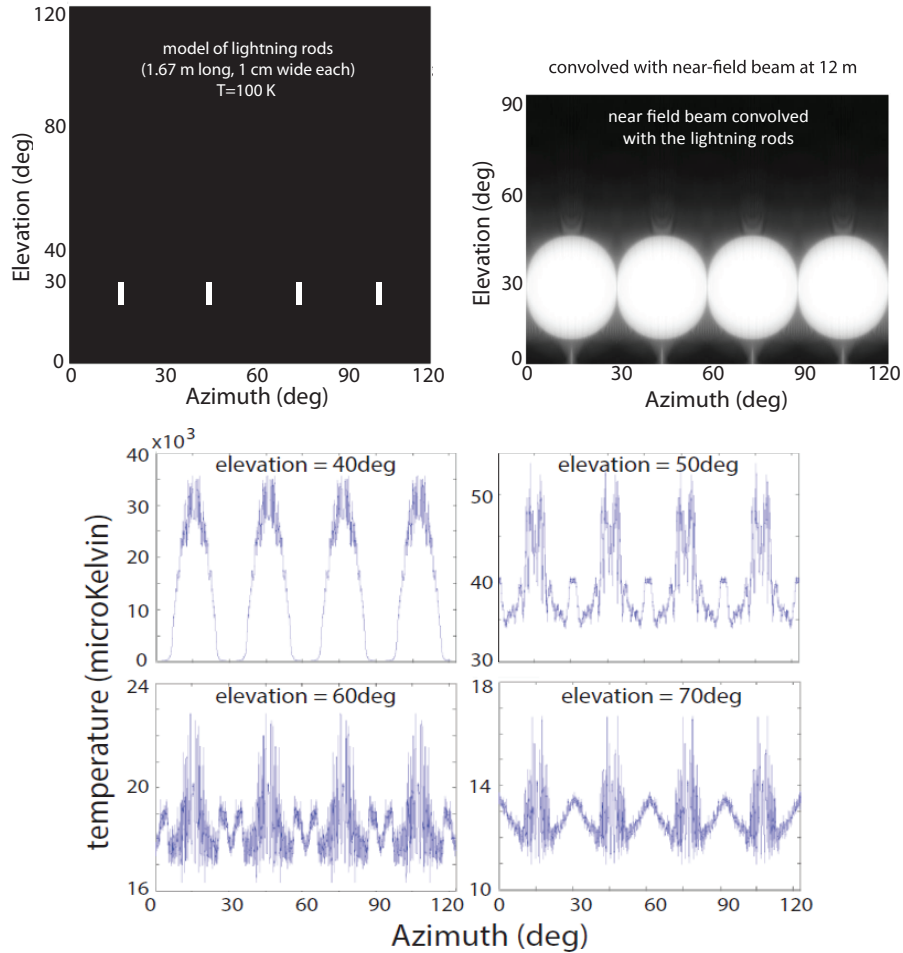 120
model of lightning rods
(1.67 m long, 1 cm wide each)
T=100 K
80
40
30
0
Elevation (deg)
0 30 60 90 120
Azimuth (deg)
:
convolved with near-field beam at 12 m
90
near field beam convolved
with the lightning rods
60
30
0
Elevation (deg)
0 30 60 90 120
Azimuth (deg)
x10³
40
elevation = 40deg
30
20
10
0
elevation = 50deg
50
40
30
24
elevation = 60deg
20
16
0 30 60 90 120
18
elevation = 70deg
14
10
0 30 60 90 120
temperature (microKelvin)
Azimuth (deg)